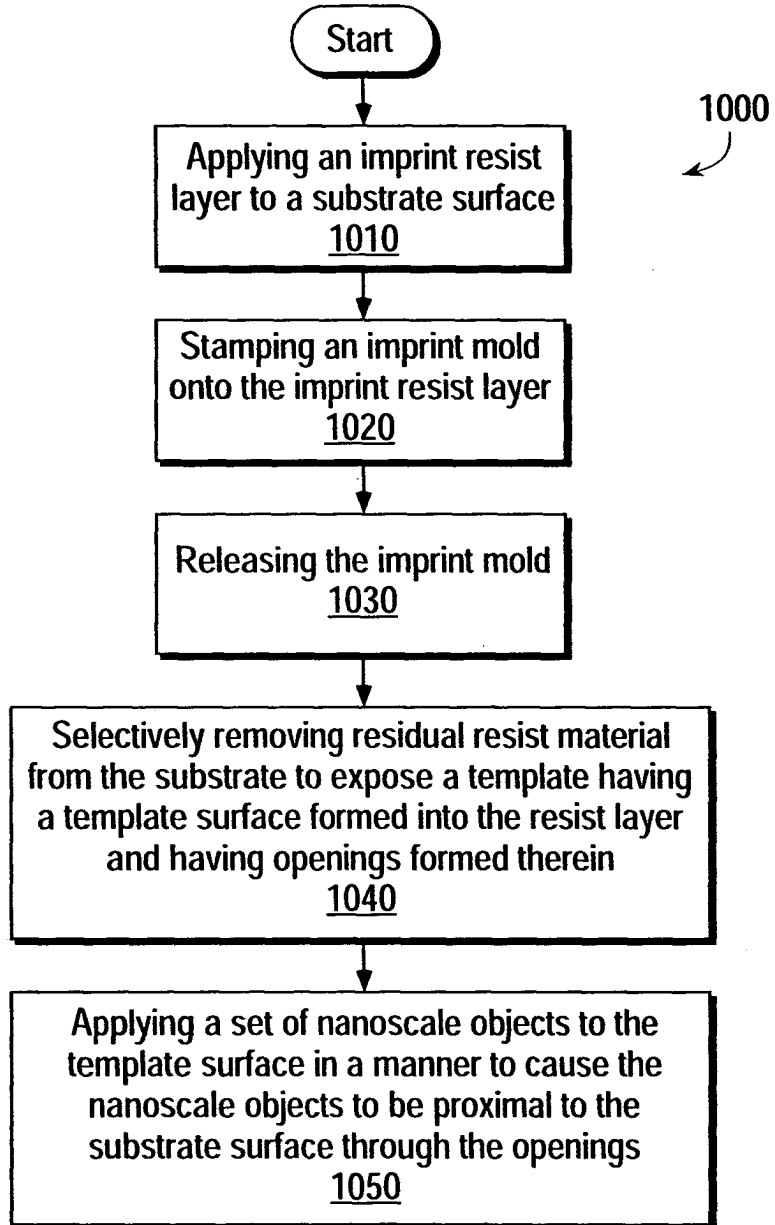 Start
1000
Applying an imprint resist
layer to a substrate surface
1010
Stamping an imprint mold
onto the imprint resist layer
1020
Releasing the imprint mold
1030
Selectively removing residual resist material
from the substrate to expose a template having
a template surface formed into the resist layer
and having openings formed therein
1040
Applying a set of nanoscale objects to the
template surface in a manner to cause the
nanoscale objects to be proximal to the
substrate surface through the openings
1050